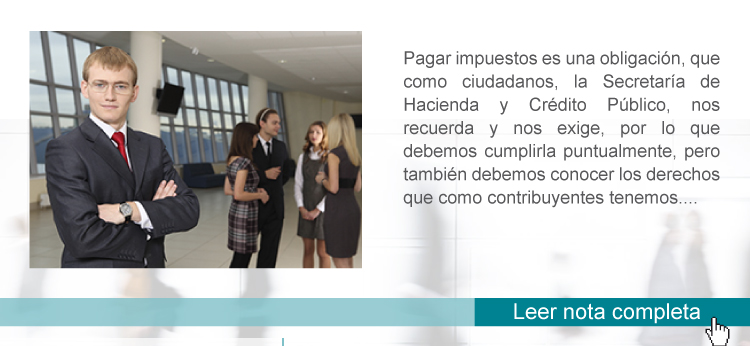 Pagar impuestos es una obligación, que
como ciudadanos, la Secretaría de
Hacienda y Crédito Público, nos
recuerda y nos exige, por lo que
debemos cumplirla puntualmente, pero
también debemos conocer los derechos
que como contribuyentes tenemos....
Leer nota completa